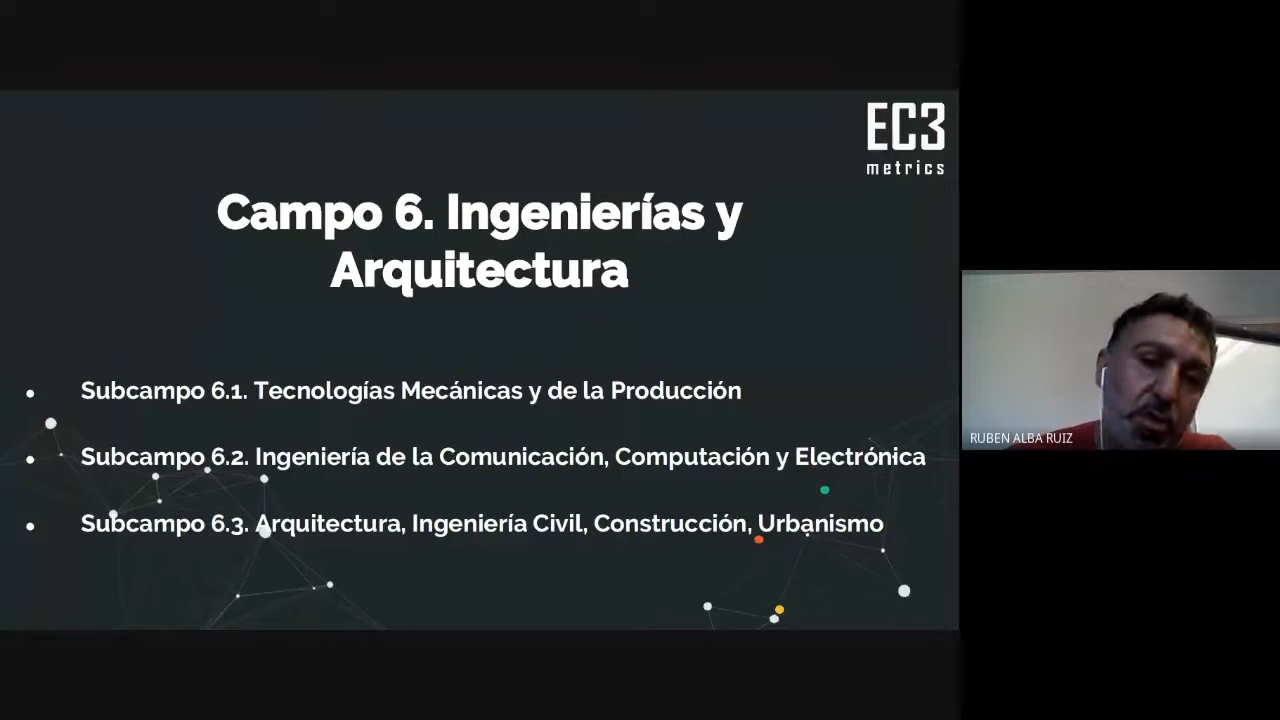 EC3
metrics
Campo 6. Ingenierías y
Arquitectura
• Subcampo 6.1. Tecnologías Mecánicas y de la Producción
• Subcampo 6.2. Ingeniería de la Comunicación, Computación y Electrónica
• Subcampo 6.3. Arquitectura, Ingeniería Civil, Construcción, Urbanismo
RUBEN ALBA RUIZ